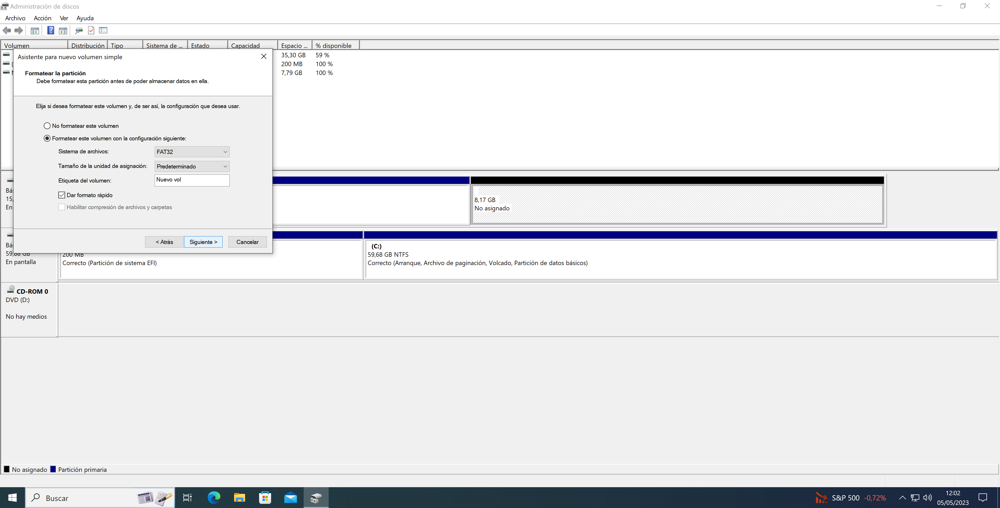 Administración de discos
Archivo Acción Ver Ayuda
Volumen Distribución Tipo Sistema de ... Estado Capacidad Espacio ... % disponible
35,30 GB 59 %
200 MB 100 %
7,79 GB 100 %
Asistente para nuevo volumen simple
Formatear la partición
Debe formatear esta partición antes de poder almacenar datos en ella.
Elija si desea formatear este volumen y, de ser así, la configuración que desea usar.
No formatear este volumen
Formatear este volumen con la configuración siguiente:
Sistema de archivos: FAT32
Tamaño de la unidad de asignación: Predeterminado
Etiqueta del volumen: Nuevo vol
Dar formato rápido
Habilitar compresión de archivos y carpetas
< Atrás Siguiente > Cancelar
8,17 GB
No asignado
En pantalla
200 MB
Correcto (Partición de sistema EFI)
(C:)
59,68 GB NTFS
Correcto (Arranque, Archivo de paginación, Volcado, Partición de datos básicos)
CD-ROM 0
DVD (D:)
No hay medios
No asignado Partición primaria
Buscar
S&P 500 -0,72%
12:02
05/05/2023